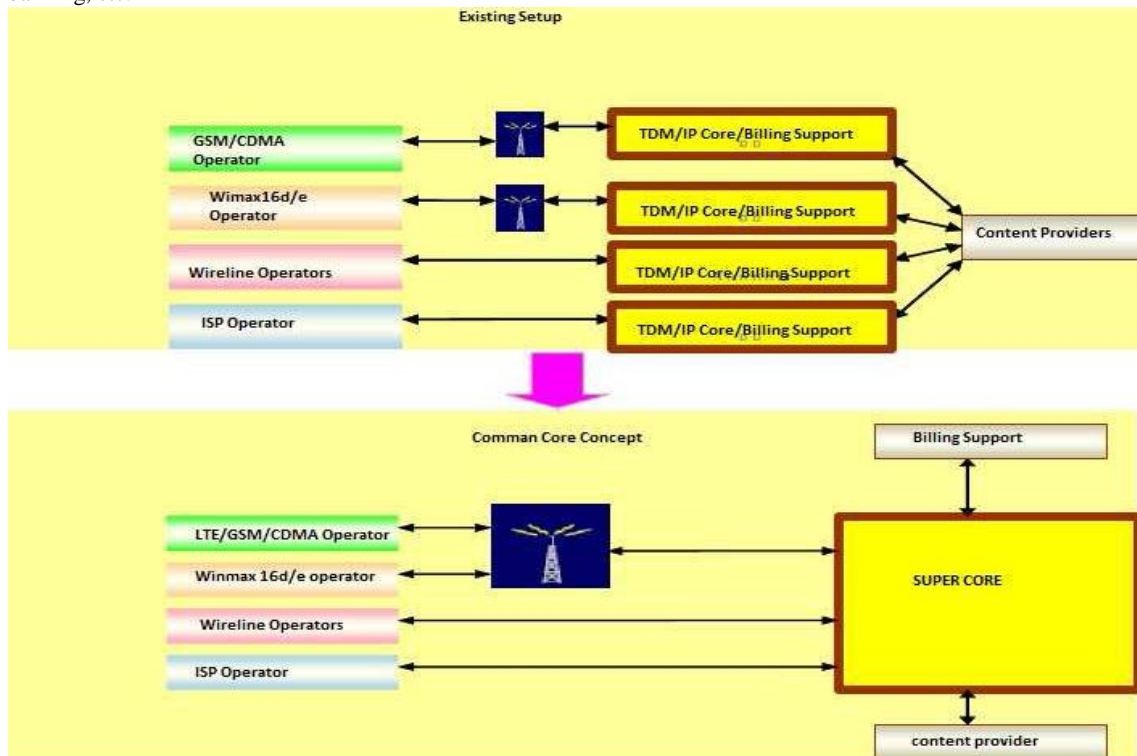 Existing Setup
GSM/CDMA
Operator
TDM/IP Core/Billing Support
Wimax16d/e
Operator
TDM/IP Core/Billing Support
Content Providers
Wireline Operators
TDM/IP Core/Billing Support
ISP Operator
TDM/IP Core/Billing Support
Comman Core Concept
Billing Support
LTE/GSM/CDMA Operator
Winmax 16d/e operator
SUPER CORE
Wireline Operators
ISP Operator
content provider